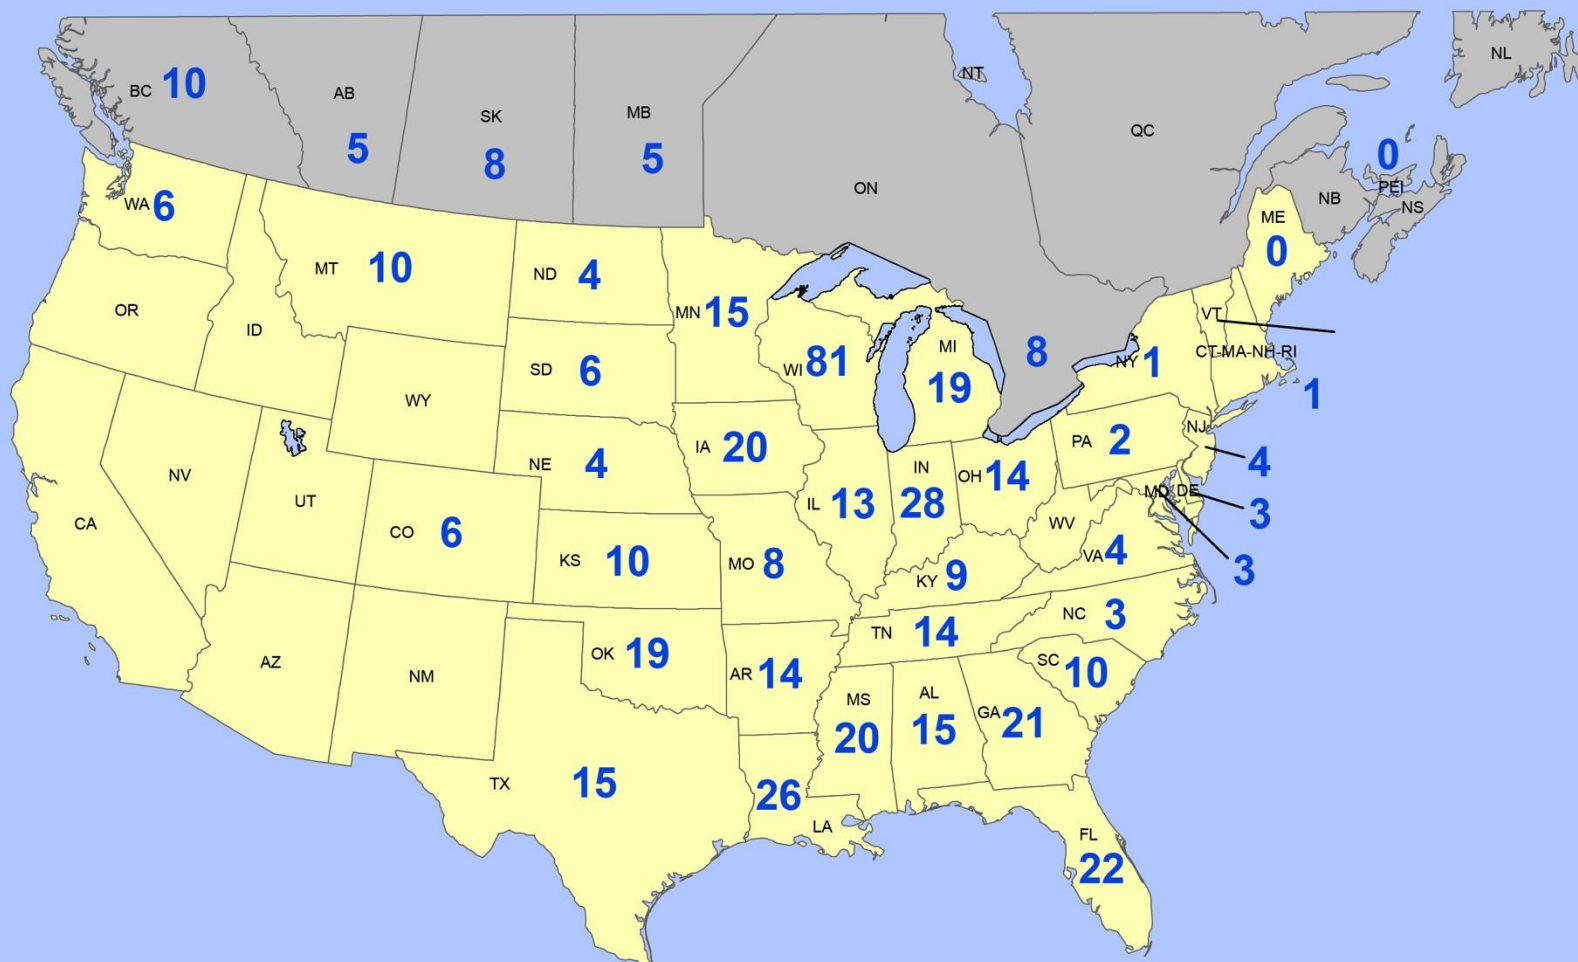 NL
NT
BC 10
AB
5
SK
8
MB
5
QC
ON
0
PEI
NB
NS
WA 6
ME
0
MT 10
ND 4
OR
ID
MN 15
VT
WI 81
MI
19
8
NY 1
CT-MA-NH-RI
1
SD 6
WY
IA 20
PA 2
NJ
4
NE 4
NV
UT
CA
CO 6
IL 13
IN
28
OH 14
MD DE
3
3
WV
VA 4
KS 10
MO 8
KY 9
NC 3
TN 14
AZ
NM
OK 19
AR 14
SC 10
MS
20
AL
15
GA 21
TX 15
26
LA
FL
22